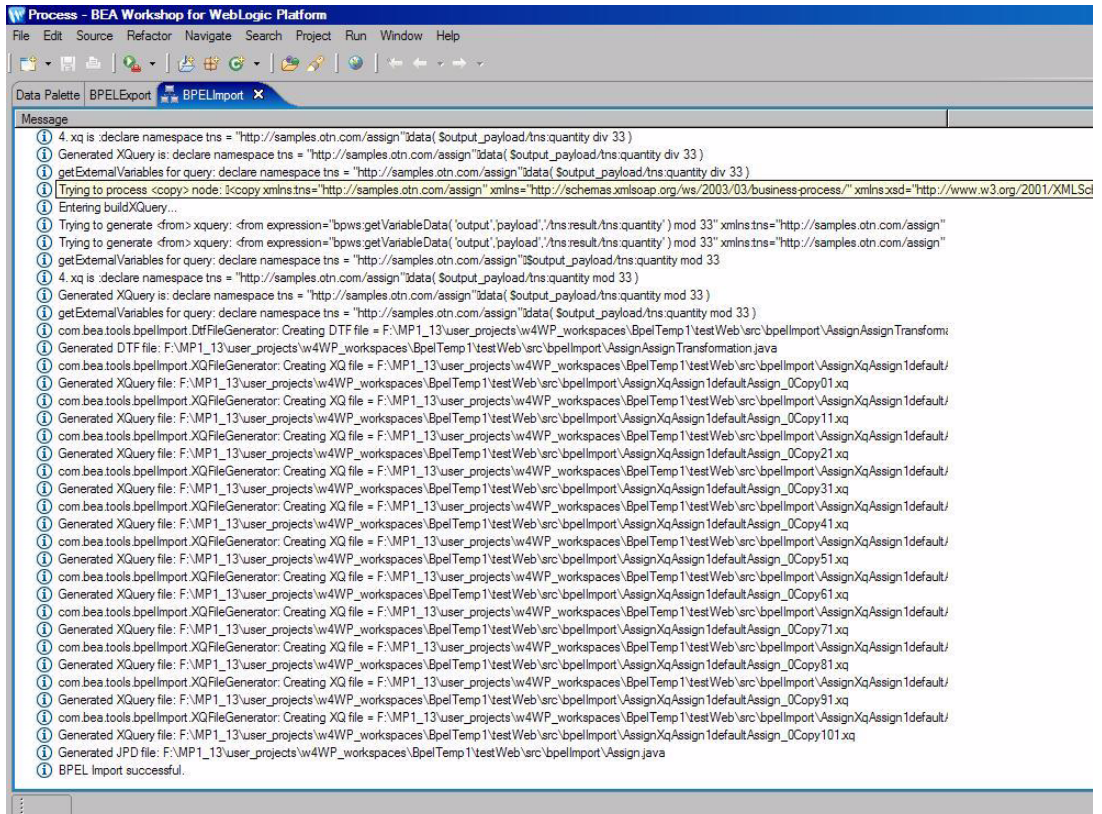 Process - BEA Workshop for WebLogic Platform
File Edit Source Refactor Navigate Search Project Run Window Help
Data Palette BPELExport BPELImport
Message
4. xq is :declare namespace tns = "http://samples.otn.com/assign"▯data( $output_payload/tns:quantity div 33 )
Generated XQuery is: declare namespace tns = "http://samples.otn.com/assign"▯data( $output_payload/tns:quantity div 33 )
getExternalVariables for query: declare namespace tns = "http://samples.otn.com/assign"▯data( $output_payload/tns:quantity div 33 )
Trying to process <copy> node: ▯<copy xmlns:tns="http://samples.otn.com/assign" xmlns="http://schemas.xmlsoap.org/ws/2003/03/business-process/" xmlns:xsd="http://www.w3.org/2001/XMLSch
Entering buildXQuery...
Trying to generate <from> xquery: <from expression="bpws:getVariableData( 'output','payload','/tns:result/tns:quantity' ) mod 33" xmlns:tns="http://samples.otn.com/assign"
Trying to generate <from> xquery: <from expression="bpws:getVariableData( 'output','payload','/tns:result/tns:quantity' ) mod 33" xmlns:tns="http://samples.otn.com/assign"
getExternalVariables for query: declare namespace tns = "http://samples.otn.com/assign"▯$output_payload/tns:quantity mod 33
4. xq is :declare namespace tns = "http://samples.otn.com/assign"▯data( $output_payload/tns:quantity mod 33 )
Generated XQuery is: declare namespace tns = "http://samples.otn.com/assign"▯data( $output_payload/tns:quantity mod 33 )
getExternalVariables for query: declare namespace tns = "http://samples.otn.com/assign"▯data( $output_payload/tns:quantity mod 33 )
com.bea.tools.bpelImport.DtfFileGenerator: Creating DTF file = F:\MP1_13\user_projects\w4WP_workspaces\BpelTemp1\testWeb\src\bpelImport\AssignAssignTransforma
Generated DTF file: F:\MP1_13\user_projects\w4WP_workspaces\BpelTemp1\testWeb\src\bpelImport\AssignAssignTransformation.java
com.bea.tools.bpelImport.XQFileGenerator: Creating XQ file = F:\MP1_13\user_projects\w4WP_workspaces\BpelTemp1\testWeb\src\bpelImport\AssignXqAssign1defaultA
Generated XQuery file: F:\MP1_13\user_projects\w4WP_workspaces\BpelTemp1\testWeb\src\bpelImport\AssignXqAssign1defaultAssign_0Copy01.xq
com.bea.tools.bpelImport.XQFileGenerator: Creating XQ file = F:\MP1_13\user_projects\w4WP_workspaces\BpelTemp1\testWeb\src\bpelImport\AssignXqAssign1defaultA
Generated XQuery file: F:\MP1_13\user_projects\w4WP_workspaces\BpelTemp1\testWeb\src\bpelImport\AssignXqAssign1defaultAssign_0Copy11.xq
com.bea.tools.bpelImport.XQFileGenerator: Creating XQ file = F:\MP1_13\user_projects\w4WP_workspaces\BpelTemp1\testWeb\src\bpelImport\AssignXqAssign1defaultA
Generated XQuery file: F:\MP1_13\user_projects\w4WP_workspaces\BpelTemp1\testWeb\src\bpelImport\AssignXqAssign1defaultAssign_0Copy21.xq
com.bea.tools.bpelImport.XQFileGenerator: Creating XQ file = F:\MP1_13\user_projects\w4WP_workspaces\BpelTemp1\testWeb\src\bpelImport\AssignXqAssign1defaultA
Generated XQuery file: F:\MP1_13\user_projects\w4WP_workspaces\BpelTemp1\testWeb\src\bpelImport\AssignXqAssign1defaultAssign_0Copy31.xq
com.bea.tools.bpelImport.XQFileGenerator: Creating XQ file = F:\MP1_13\user_projects\w4WP_workspaces\BpelTemp1\testWeb\src\bpelImport\AssignXqAssign1defaultA
Generated XQuery file: F:\MP1_13\user_projects\w4WP_workspaces\BpelTemp1\testWeb\src\bpelImport\AssignXqAssign1defaultAssign_0Copy41.xq
com.bea.tools.bpelImport.XQFileGenerator: Creating XQ file = F:\MP1_13\user_projects\w4WP_workspaces\BpelTemp1\testWeb\src\bpelImport\AssignXqAssign1defaultA
Generated XQuery file: F:\MP1_13\user_projects\w4WP_workspaces\BpelTemp1\testWeb\src\bpelImport\AssignXqAssign1defaultAssign_0Copy51.xq
com.bea.tools.bpelImport.XQFileGenerator: Creating XQ file = F:\MP1_13\user_projects\w4WP_workspaces\BpelTemp1\testWeb\src\bpelImport\AssignXqAssign1defaultA
Generated XQuery file: F:\MP1_13\user_projects\w4WP_workspaces\BpelTemp1\testWeb\src\bpelImport\AssignXqAssign1defaultAssign_0Copy61.xq
com.bea.tools.bpelImport.XQFileGenerator: Creating XQ file = F:\MP1_13\user_projects\w4WP_workspaces\BpelTemp1\testWeb\src\bpelImport\AssignXqAssign1defaultA
Generated XQuery file: F:\MP1_13\user_projects\w4WP_workspaces\BpelTemp1\testWeb\src\bpelImport\AssignXqAssign1defaultAssign_0Copy71.xq
com.bea.tools.bpelImport.XQFileGenerator: Creating XQ file = F:\MP1_13\user_projects\w4WP_workspaces\BpelTemp1\testWeb\src\bpelImport\AssignXqAssign1defaultA
Generated XQuery file: F:\MP1_13\user_projects\w4WP_workspaces\BpelTemp1\testWeb\src\bpelImport\AssignXqAssign1defaultAssign_0Copy81.xq
com.bea.tools.bpelImport.XQFileGenerator: Creating XQ file = F:\MP1_13\user_projects\w4WP_workspaces\BpelTemp1\testWeb\src\bpelImport\AssignXqAssign1defaultA
Generated XQuery file: F:\MP1_13\user_projects\w4WP_workspaces\BpelTemp1\testWeb\src\bpelImport\AssignXqAssign1defaultAssign_0Copy91.xq
com.bea.tools.bpelImport.XQFileGenerator: Creating XQ file = F:\MP1_13\user_projects\w4WP_workspaces\BpelTemp1\testWeb\src\bpelImport\AssignXqAssign1defaultA
Generated XQuery file: F:\MP1_13\user_projects\w4WP_workspaces\BpelTemp1\testWeb\src\bpelImport\AssignXqAssign1defaultAssign_0Copy101.xq
Generated JPD file: F:\MP1_13\user_projects\w4WP_workspaces\BpelTemp1\testWeb\src\bpelImport\Assign.java
BPEL Import successful.